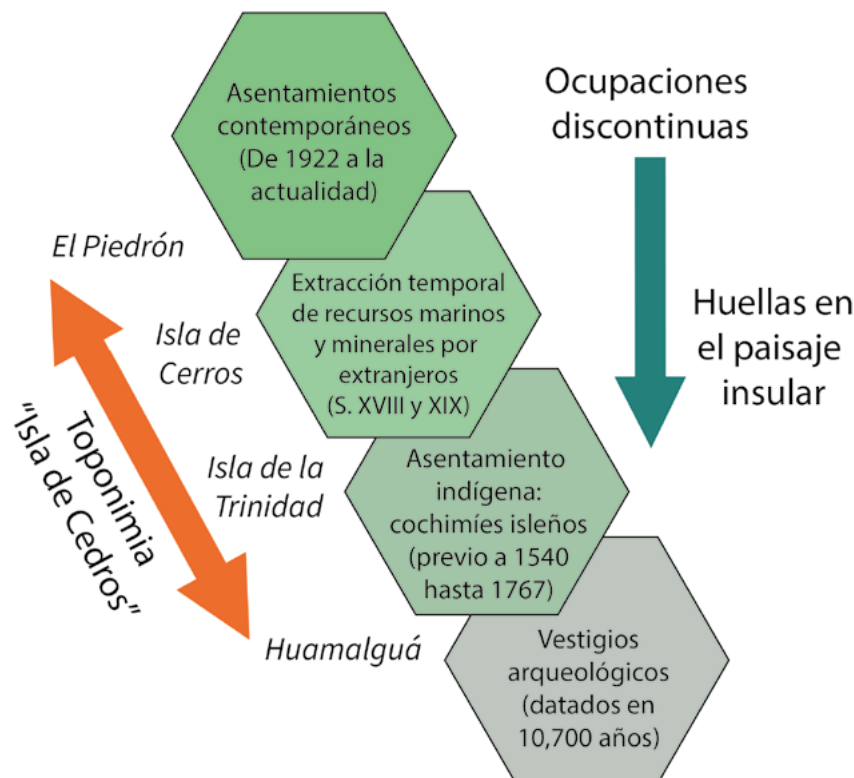 Asentamientos
contemporáneos
(De 1922 a la
actualidad)
Ocupaciones
discontinuas
El Piedrón
Extracción temporal
de recursos marinos
y minerales por
extranjeros
(S. XVIII y XIX)
Huellas en
el paisaje
insular
Isla de
Cerros
Toponimia
“Isla de Cedros”
Isla de la
Trinidad
Asentamiento
indígena:
cochimíes isleños
(previo a 1540
hasta 1767)
Huamalguá
Vestigios
arqueológicos
(datados en
10,700 años)